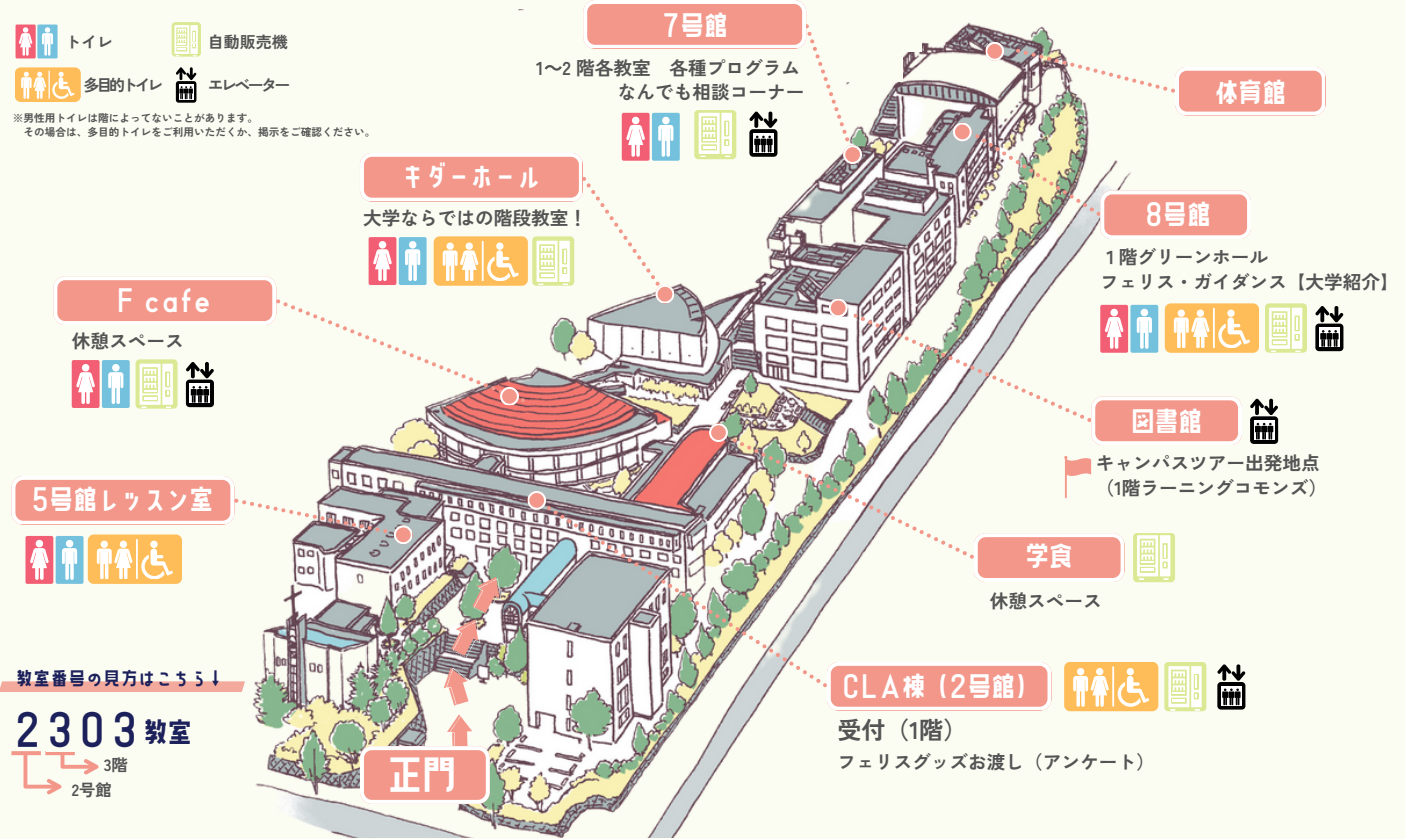 トイレ
自動販売機
多目的トイレ
エレベーター
※男性用トイレは階によってないことがあります。
その場合は、多目的トイレをご利用いただくか、掲示をご確認ください。
7号館
1〜2階各教室　各種プログラム
なんでも相談コーナー
体育館
キダーホール
大学ならではの階段教室！
8号館
1階グリーンホール
フェリス・ガイダンス【大学紹介】
F cafe
休憩スペース
図書館
キャンパスツアー出発地点
（1階ラーニングコモンズ）
5号館レッスン室
学食
休憩スペース
CLA棟（2号館）
受付（1階）
フェリスグッズお渡し（アンケート）
教室番号の見方はこちら↓
2303教室
3階
2号館
正門